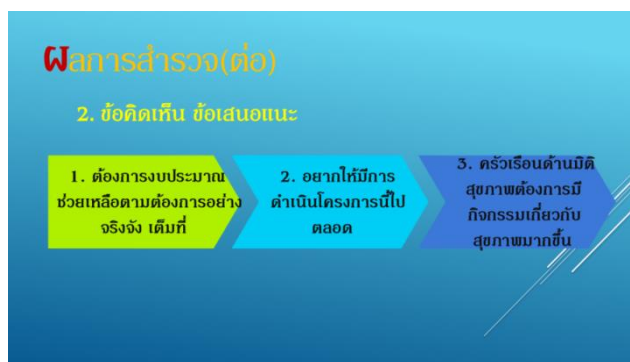 ผลการสำรวจ(ต่อ)
2. ข้อคิดเห็น ข้อเสนอแนะ
1. ต้องการงบประมาณ
ช่วยเหลือตามต้องการอย่าง
จริงจัง เต็มที่
2. อยากให้มีการ
ดำเนินโครงการนี้ไป
ตลอด
3. ครัวเรือนด้านมิติ
สุขภาพต้องการมี
กิจกรรมเกี่ยวกับ
สุขภาพมากขึ้น